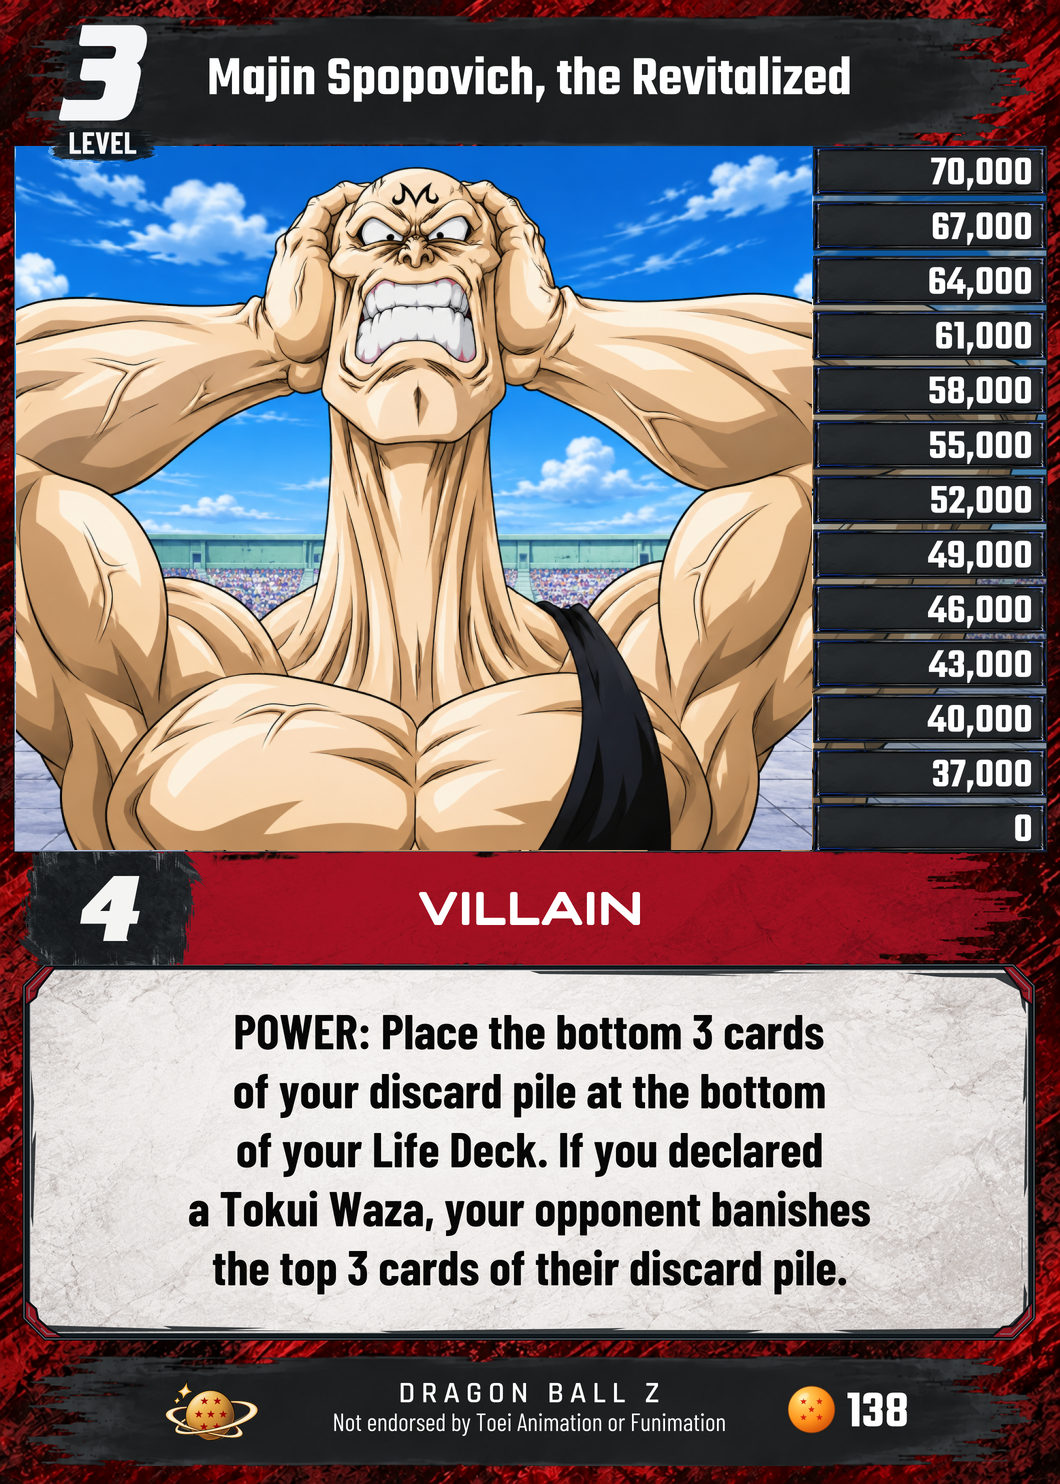 3
LEVEL
Majin Spopovich, the Revitalized
70,000
67,000
64,000
61,000
58,000
55,000
52,000
49,000
46,000
43,000
40,000
37,000
0
4
VILLAIN
POWER: Place the bottom 3 cards
of your discard pile at the bottom
of your Life Deck. If you declared
a Tokui Waza, your opponent banishes
the top 3 cards of their discard pile.
DRAGON BALL Z
Not endorsed by Toei Animation or Funimation
138